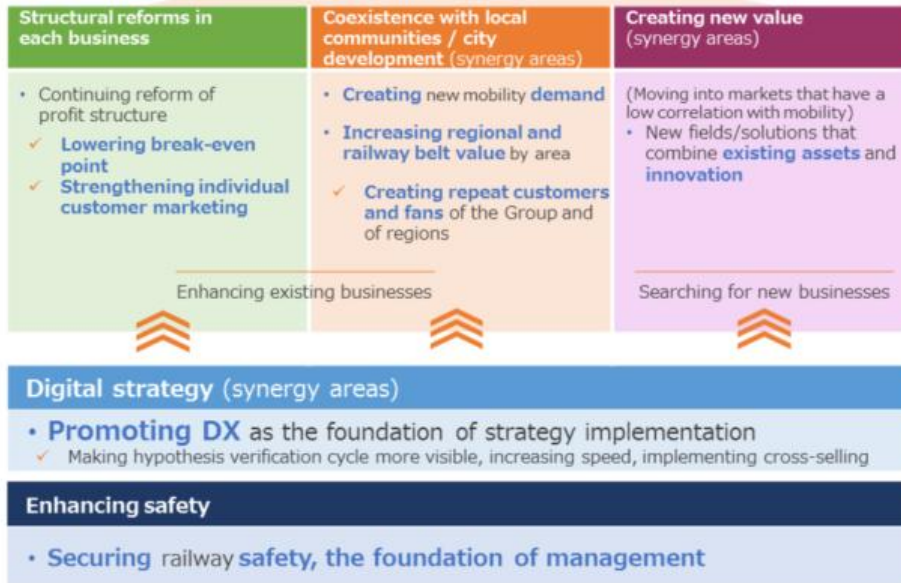 Structural reforms in
each business
• Continuing reform of
profit structure
✓ Lowering break-even
point
✓ Strengthening individual
customer marketing
Coexistence with local
communities / city
development (synergy areas)
• Creating new mobility demand
• Increasing regional and
railway belt value by area
✓ Creating repeat customers
and fans of the Group and
of regions
Creating new value
(synergy areas)
(Moving into markets that have a
low correlation with mobility)
• New fields/solutions that
combine existing assets and
innovation
Enhancing existing businesses
Searching for new businesses
Digital strategy (synergy areas)
• Promoting DX as the foundation of strategy implementation
✓ Making hypothesis verification cycle more visible, increasing speed, implementing cross-selling
Enhancing safety
• Securing railway safety, the foundation of management